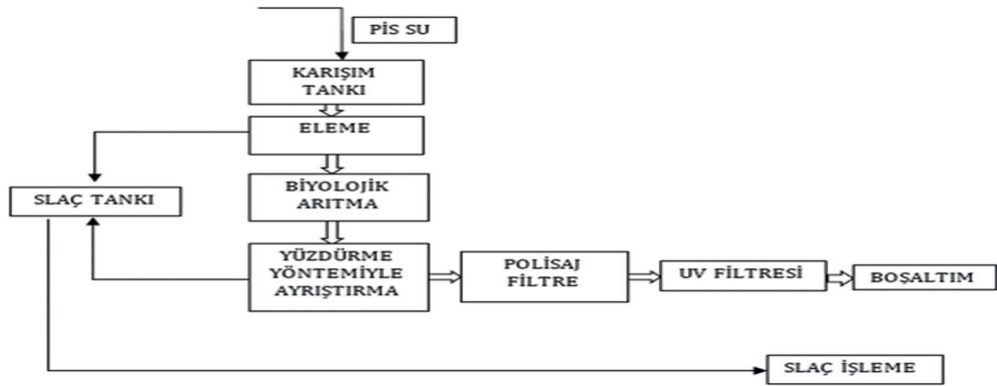 PİS SU
KARIŞIM
TANKI
ELEME
BİYOLOJİK
ARITMA
SLAÇ TANKI
YÜZDÜRME
YÖNTEMİYLE
AYRIŞTIRMA
POLİSAJ
FİLTRE
UV FİLTRESİ
BOŞALTIM
SLAÇ İŞLEME